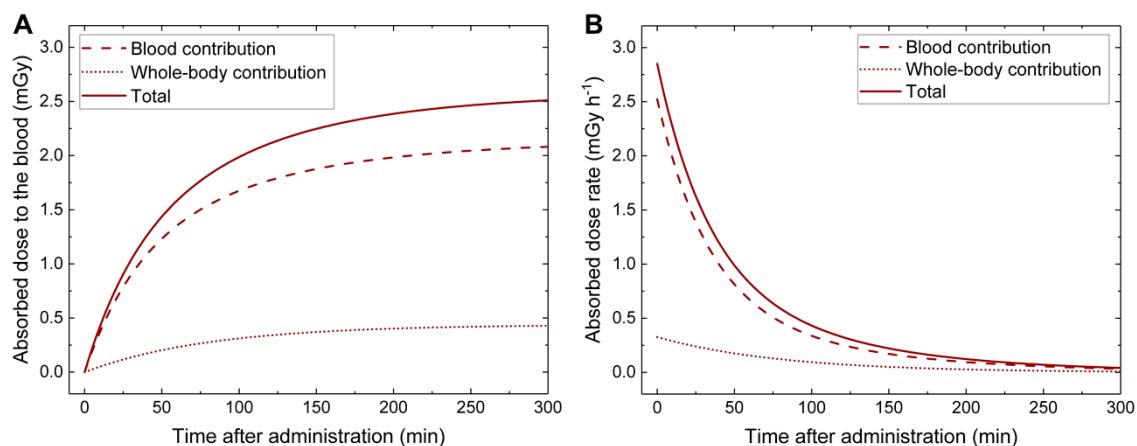 A
Absorbed dose to the blood (mGy)
3.0
2.5
2.0
1.5
1.0
0.5
0.0
Blood contribution
Whole-body contribution
Total
0 50 100 150 200 250 300
Time after administration (min)
B
Absorbed dose rate (mGy h⁻¹)
3.0
2.5
2.0
1.5
1.0
0.5
0.0
Blood contribution
Whole-body contribution
Total
0 50 100 150 200 250 300
Time after administration (min)